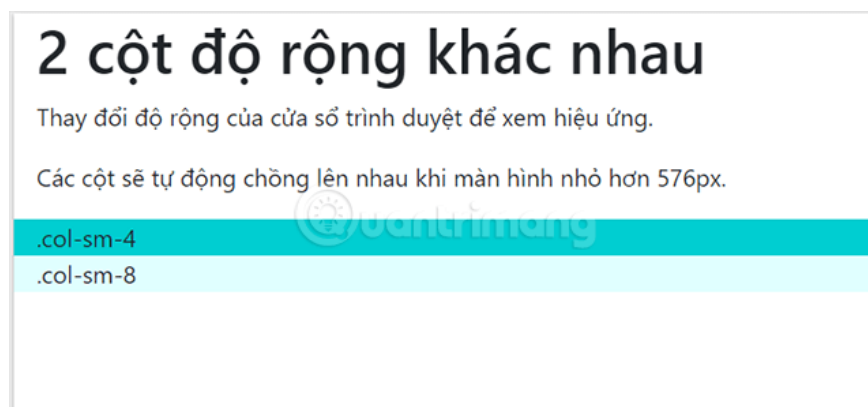 2 cột độ rộng khác nhau
Thay đổi độ rộng của cửa sổ trình duyệt để xem hiệu ứng.
Các cột sẽ tự động chồng lên nhau khi màn hình nhỏ hơn 576px.
Quantrimang
.col-sm-4
.col-sm-8